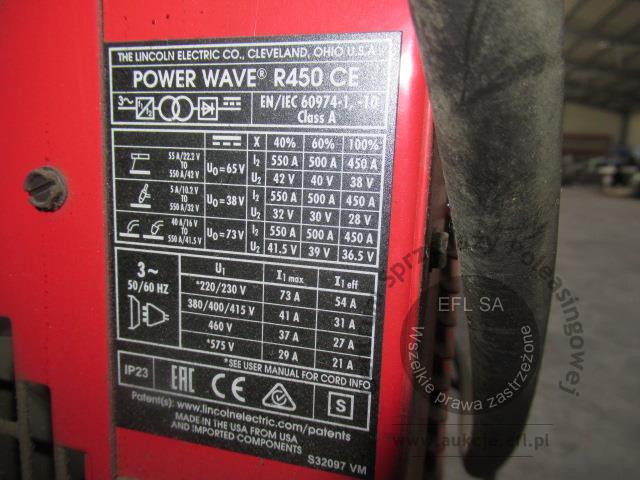 THE LINCOLN ELECTRIC CO., CLEVELAND, OHIO U.S.A
POWER WAVE® R450 CE
3~ f1 f2 EN/IEC 60974-1, -10
Class A
X 40% 60% 100%
55 A/22.2 V TO 550 A/42 V U0=65V I2 550 A 500 A 450 A
U2 42 V 40 V 38 V
5 A/10.2 V TO 550 A/32 V U0=38V I2 550 A 500 A 450 A
U2 32 V 30 V 28 V
40 A/16 V TO 550 A/41.5 V U0=73V I2 550 A 500 A 450 A
U2 41.5 V 39 V 36.5 V
3~ 50/60 HZ U1 I1 max I1 eff
*220/230 V 73 A 54 A
380/400/415 V 41 A 31 A
460 V 37 A 27 A
*575 V 29 A 21 A
*SEE USER MANUAL FOR CORD INFO
IP23 EAC CE S
Patent(s): www.lincolnelectric.com/patents
MADE IN THE USA FROM USA
AND IMPORTED COMPONENTS
S32097 VM
EFL SA
Wszelkie prawa zastrzeżone
sprzedaży poleasingowej
www.aukcje.efl.pl